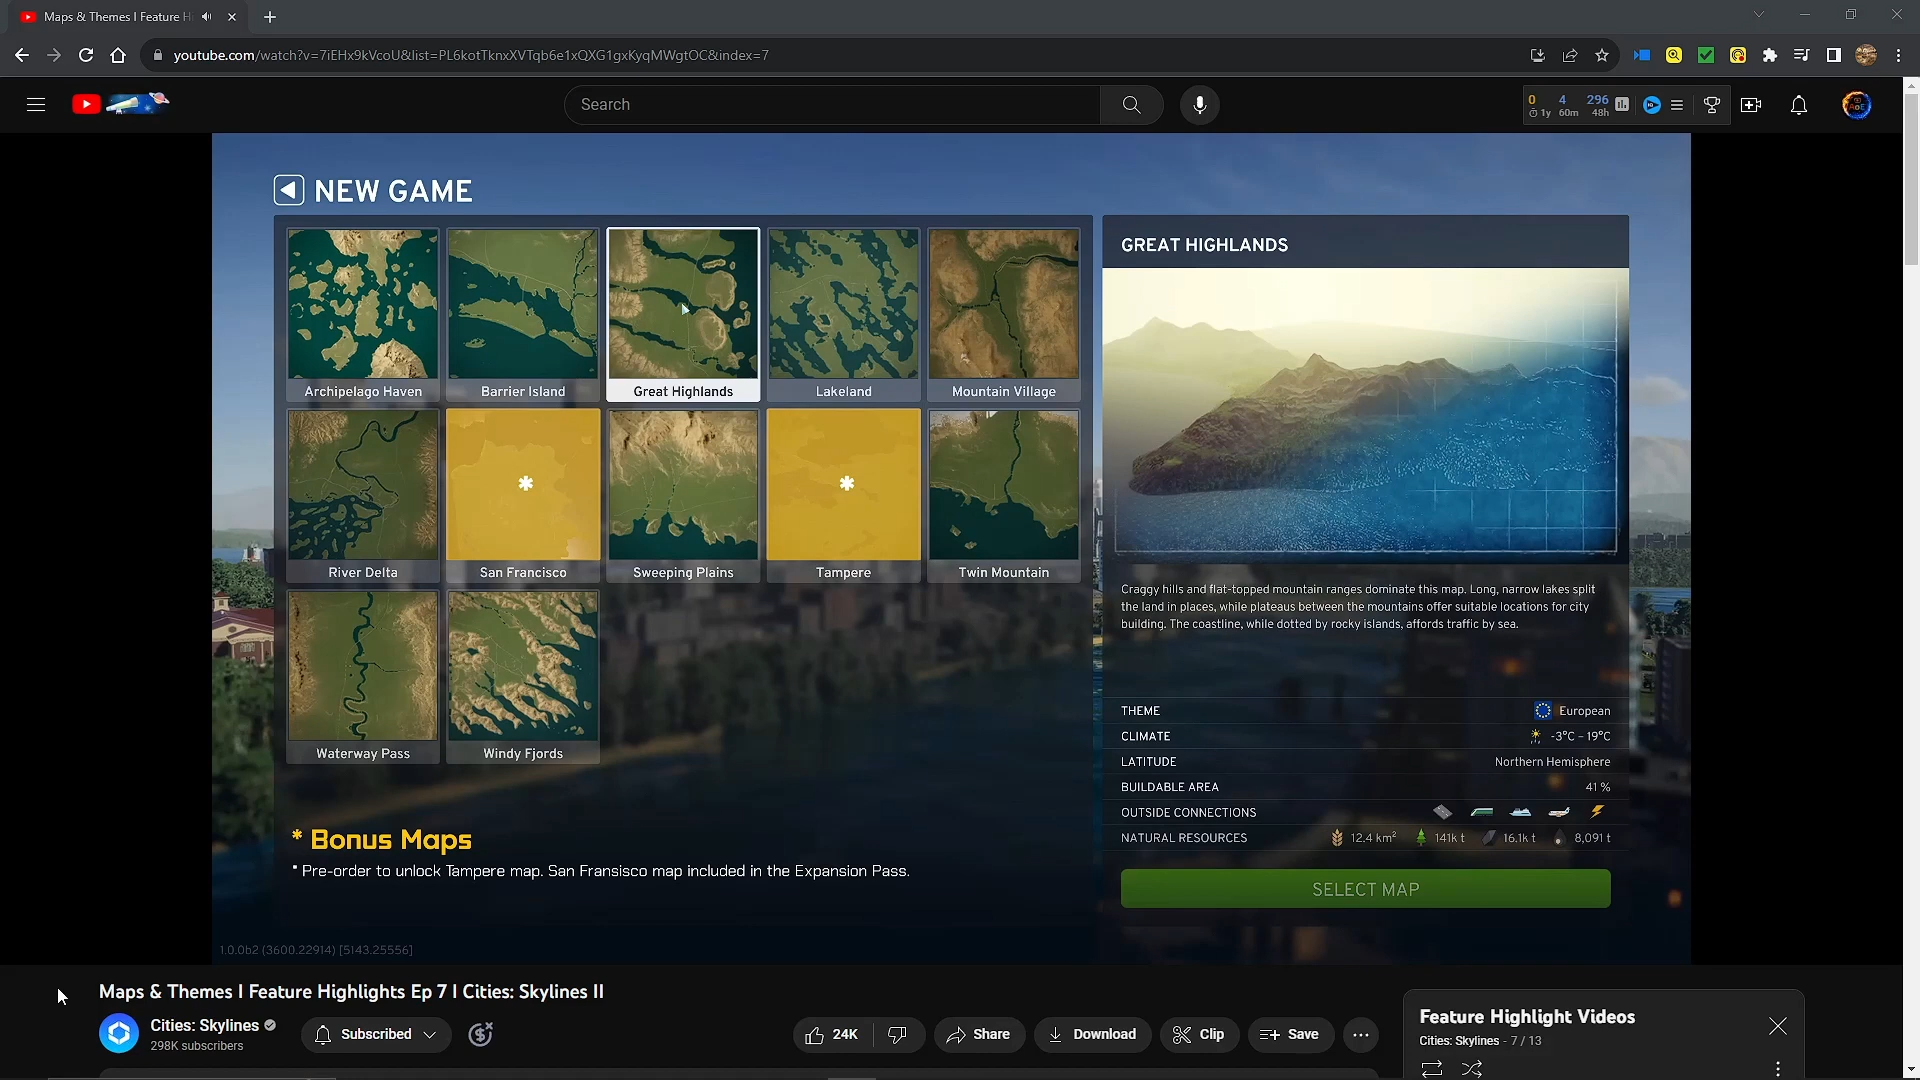 Maps & Themes I Feature H
youtube.com/watch?v=7iEHx9kVcoU&list=PL6kotTknxXVTqb6e1xQXG1gxKyqMWgtOC&index=7
Search
0 4 296
1y 60m 48h
NEW GAME
Archipelago Haven
Barrier Island
Great Highlands
Lakeland
Mountain Village
River Delta
* San Francisco
Sweeping Plains
* Tampere
Twin Mountain
Waterway Pass
Windy Fjords
* Bonus Maps
* Pre-order to unlock Tampere map. San Fransisco map included in the Expansion Pass.
1.0.0b2 (3600.22914) [5143.25556]
GREAT HIGHLANDS
Craggy hills and flat-topped mountain ranges dominate this map. Long, narrow lakes split
the land in places, while plateaus between the mountains offer suitable locations for city
building. The coastline, while dotted by rocky islands, affords traffic by sea.
THEME European
CLIMATE -3°C - 19°C
LATITUDE Northern Hemisphere
BUILDABLE AREA 41 %
OUTSIDE CONNECTIONS
NATURAL RESOURCES 12.4 km² 141k t 16.1k t 8,091 t
SELECT MAP
Maps & Themes I Feature Highlights Ep 7 I Cities: Skylines II
Cities: Skylines
298K subscribers
Subscribed
24K
Share
Download
Clip
Save
Feature Highlight Videos
Cities: Skylines - 7 / 13